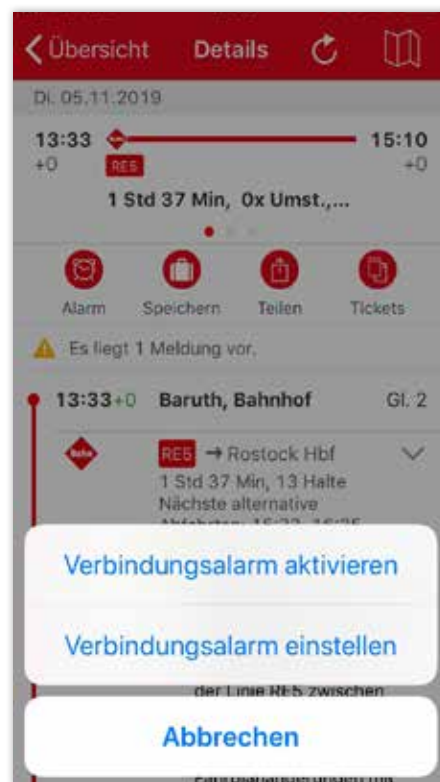 Übersicht Details
Di. 05.11.2019
13:33 Bahn 15:10
+0 RE5 +0
1 Std 37 Min, 0x Umst.,...
Alarm Speichern Teilen Tickets
Es liegt 1 Meldung vor.
13:33+0 Baruth, Bahnhof Gl. 2
Bahn RE5 → Rostock Hbf
1 Std 37 Min, 13 Halte
Nächste alternative
Verbindungsalarm aktivieren
Verbindungsalarm einstellen
der Linie RE5 zwischen
Abbrechen